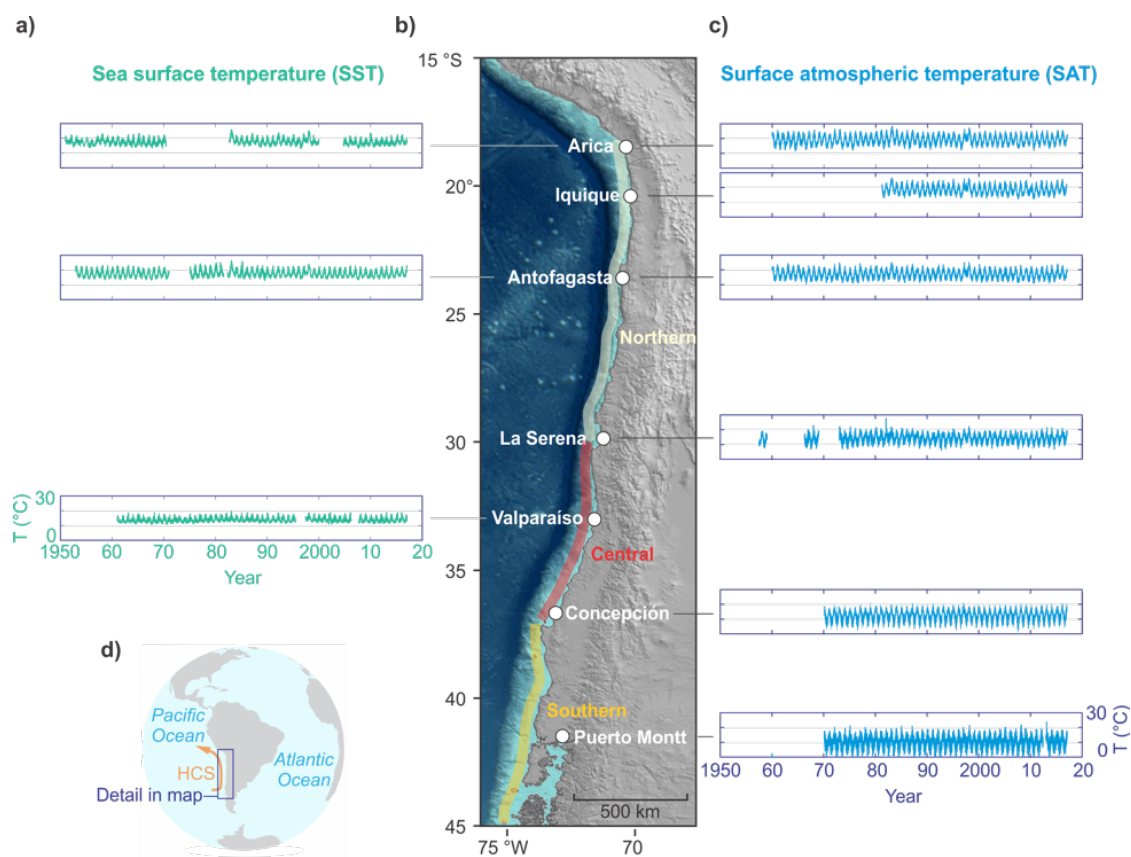 a)
b)
c)
Sea surface temperature (SST)
15 °S
Surface atmospheric temperature (SAT)
Arica
20°
Iquique
Antofagasta
25
Northern
La Serena
30
T (°C)
30
0
Valparaíso
1950 60 70 80 90 2000 10 20
Year
Central
35
Concepción
d)
Pacific
Ocean
HCS
Atlantic
Ocean
Detail in map
40
Southern
Puerto Montt
30
0
T (°C)
1950 60 70 80 90 2000 10 20
Year
500 km
45
75 °W 70